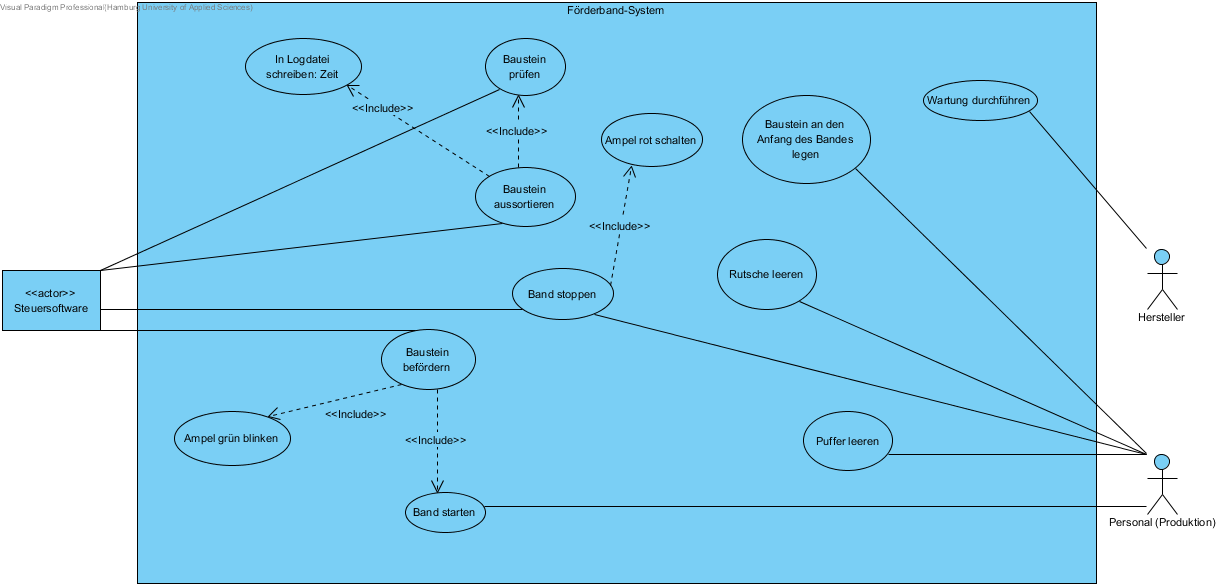 Visual Paradigm Professional(Hamburg University of Applied Sciences)
Förderband-System
In Logdatei
schreiben: Zeit
Baustein
prüfen
Wartung durchführen
<<Include>>
<<Include>>
Baustein an den
Anfang des Bandes
legen
Ampel rot schalten
Baustein
aussortieren
<<Include>>
Rutsche leeren
<<actor>>
Steuersoftware
Band stoppen
Hersteller
Baustein
befördern
<<Include>>
Ampel grün blinken
<<Include>>
Puffer leeren
Band starten
Personal (Produktion)